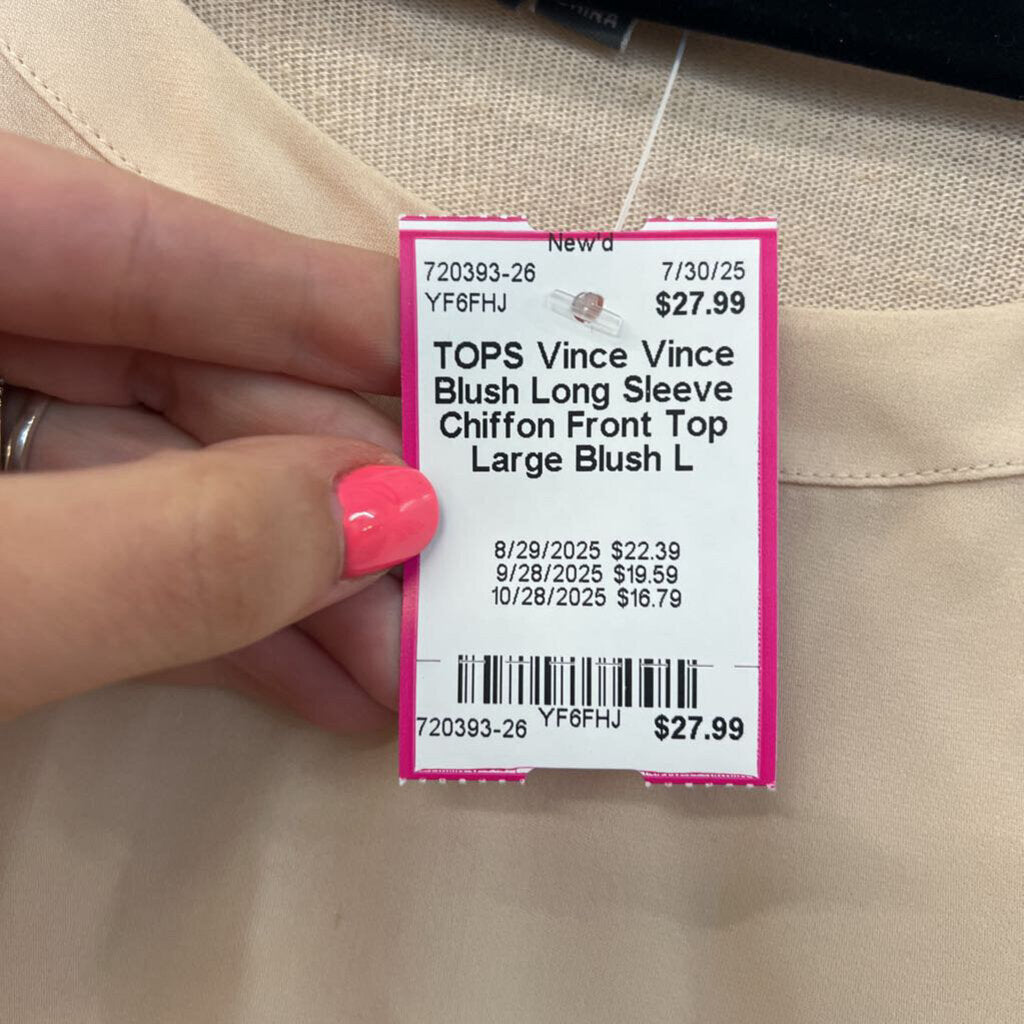 CHINA
New'd
720393-26 7/30/25
YF6FHJ $27.99
TOPS Vince Vince
Blush Long Sleeve
Chiffon Front Top
Large Blush L
8/29/2025 $22.39
9/28/2025 $19.59
10/28/2025 $16.79
720393-26 YF6FHJ $27.99